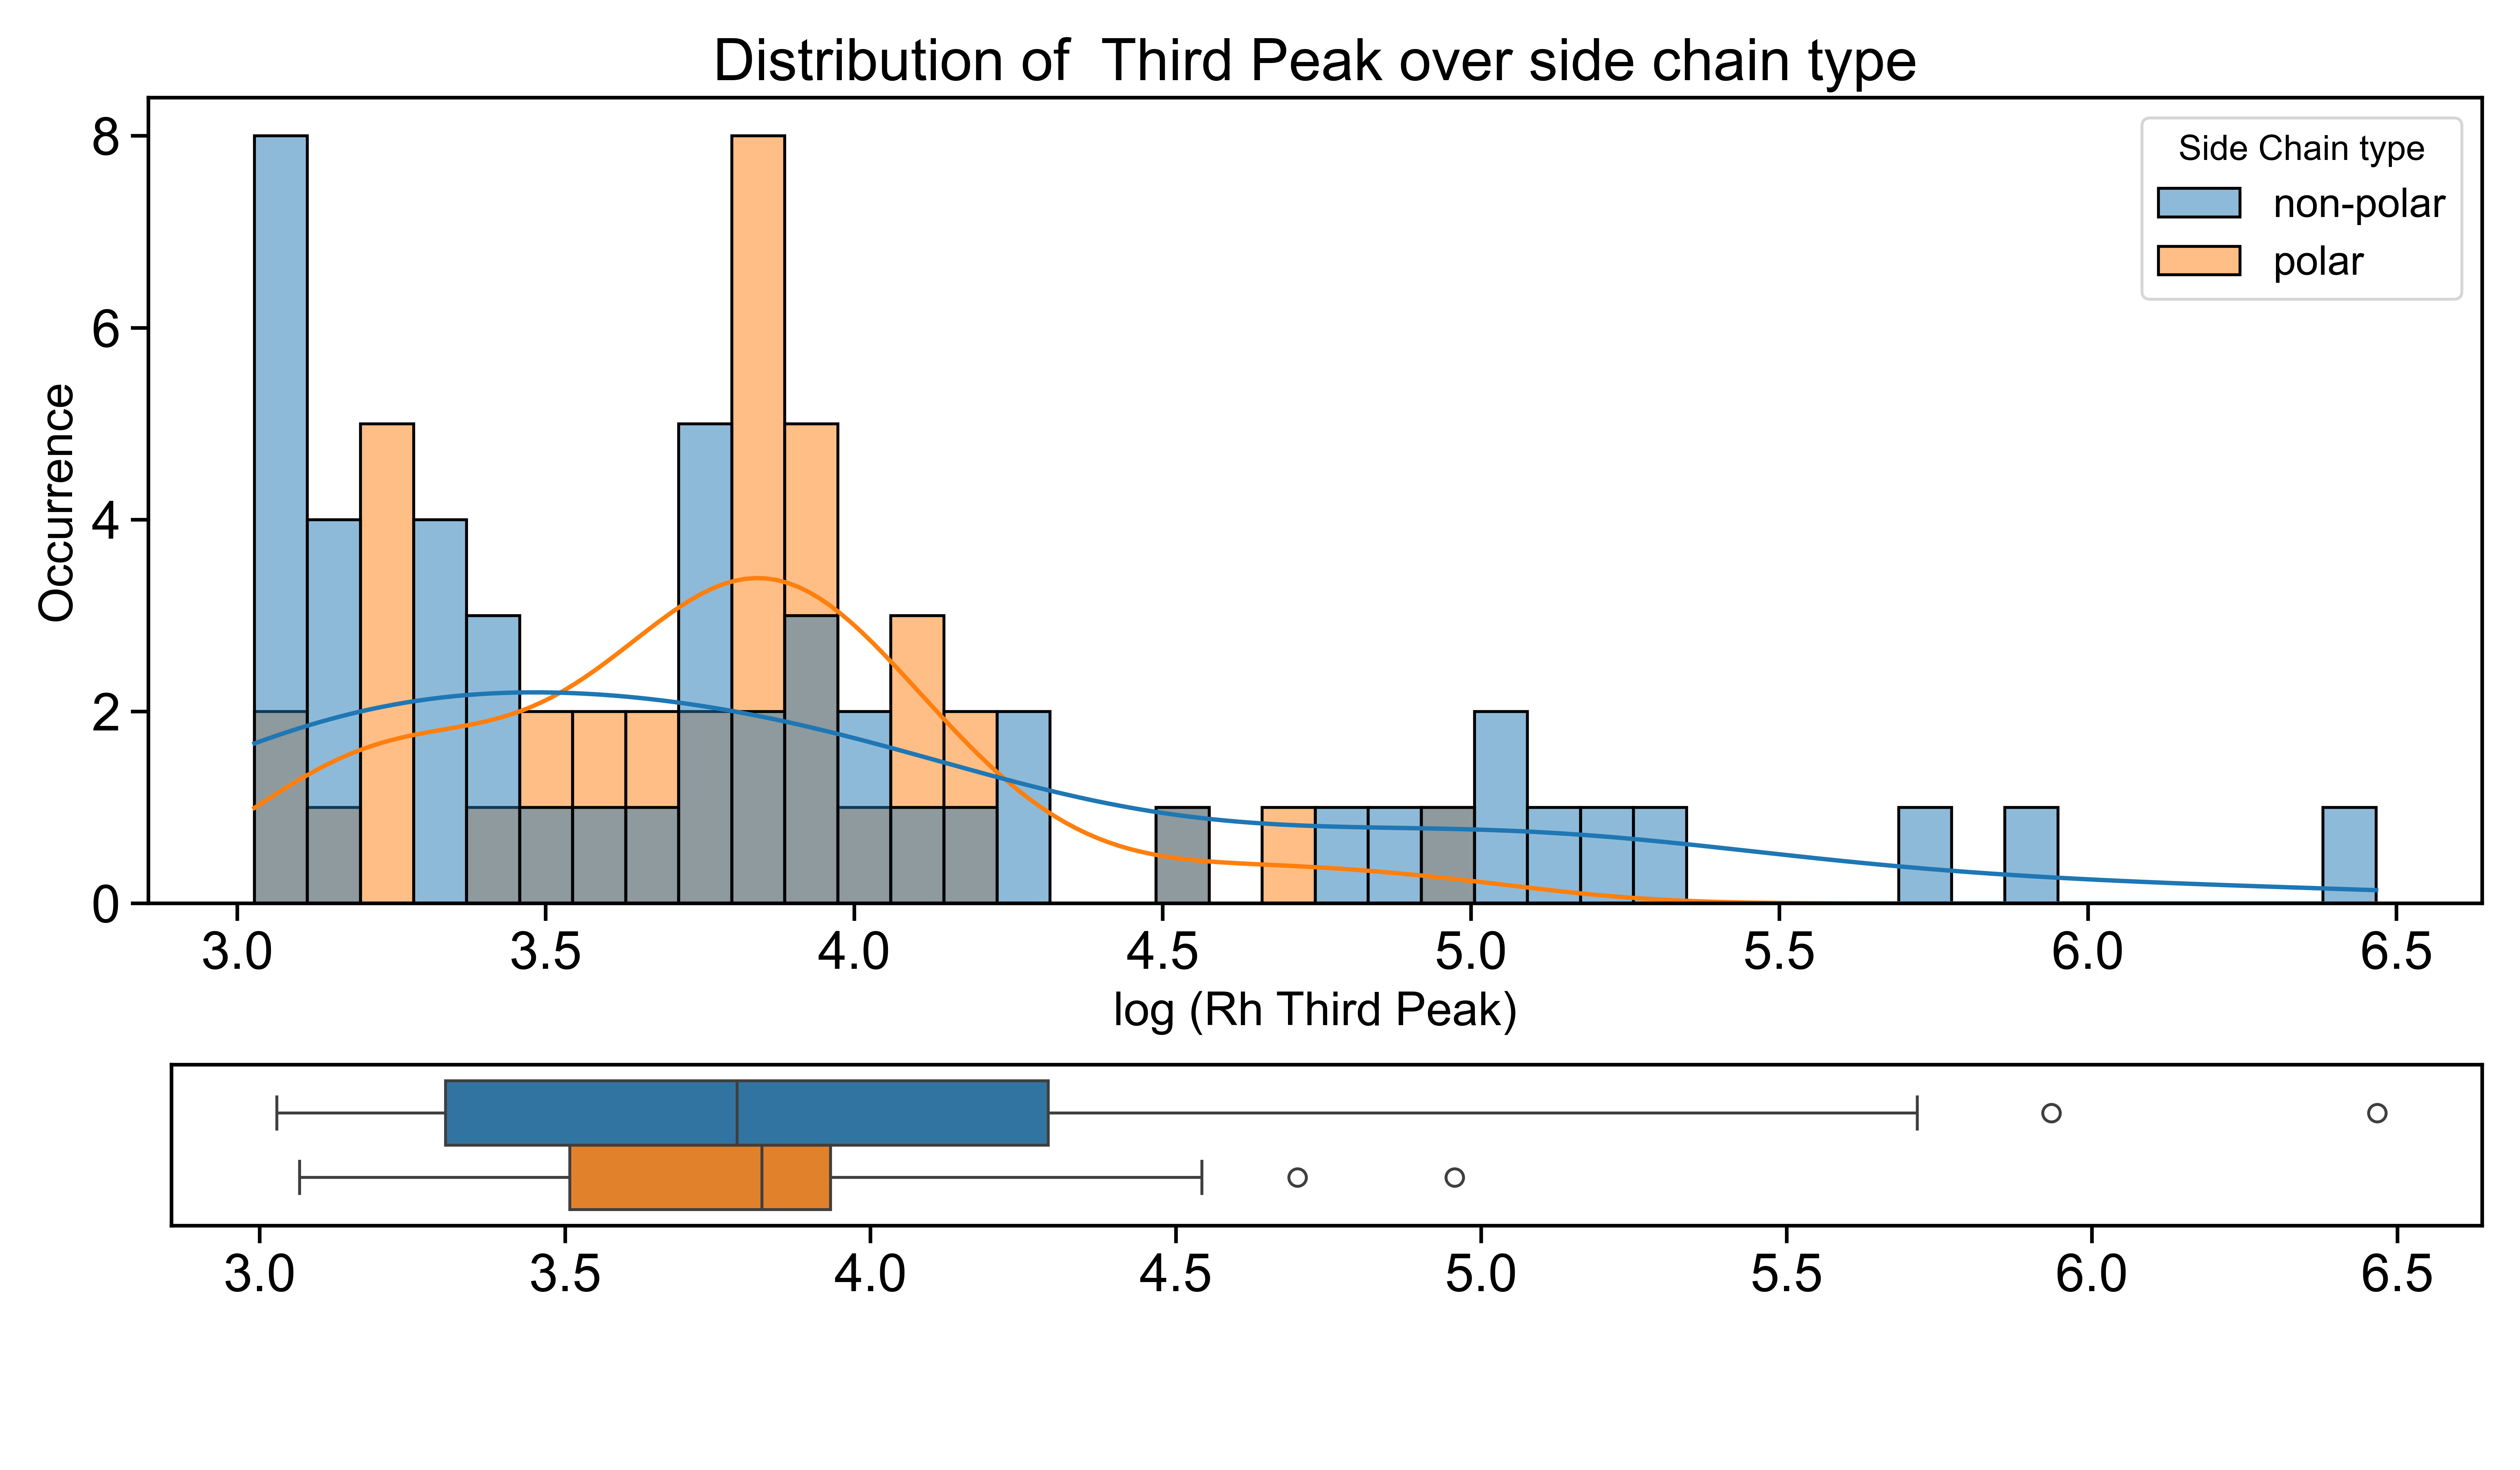 Distribution of  Third Peak over side chain type
Side Chain type
non-polar
polar
Occurrence
8
6
4
2
0
3.0 3.5 4.0 4.5 5.0 5.5 6.0 6.5
log (Rh Third Peak)
3.0 3.5 4.0 4.5 5.0 5.5 6.0 6.5